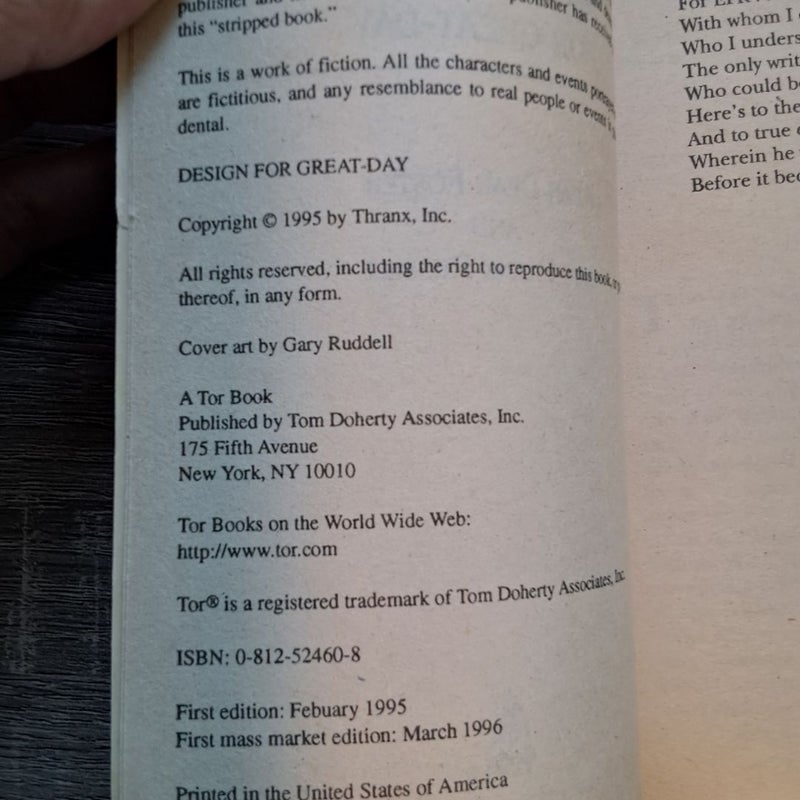 publisher and
this "stripped book."
This is a work of fiction. All the characters and events
are fictitious, and any resemblance to real people or events is
dental.
DESIGN FOR GREAT-DAY
Copyright © 1995 by Thranx, Inc.
All rights reserved, including the right to reproduce this book,
thereof, in any form.
Cover art by Gary Ruddell
A Tor Book
Published by Tom Doherty Associates, Inc.
175 Fifth Avenue
New York, NY 10010
Tor Books on the World Wide Web:
http://www.tor.com
Tor® is a registered trademark of Tom Doherty Associates, Inc.
ISBN: 0-812-52460-8
First edition: Febuary 1995
First mass market edition: March 1996
Printed in the United States of America
With whom I
Who I unders
The only writ
Who could b
Here's to the
And to true
Wherein he
Before it bec